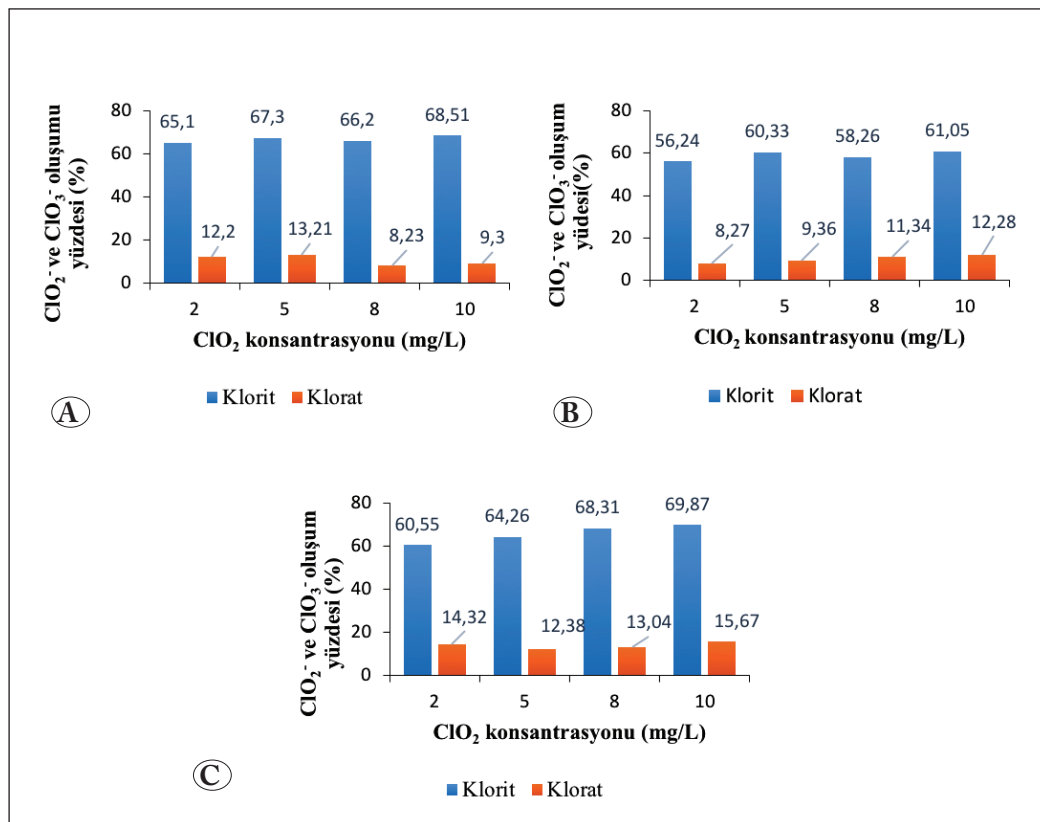 ClO₂⁻ ve ClO₃⁻ oluşumu
yüzdesi (%)
80
60
40
20
0
65,1
67,3
66,2
68,51
12,2
13,21
8,23
9,3
2
5
8
10
ClO₂ konsantrasyonu (mg/L)
Klorit
Klorat
A
ClO₂⁻ ve ClO₃⁻ oluşum
yüdesi(%)
80
60
40
20
0
56,24
60,33
58,26
61,05
8,27
9,36
11,34
12,28
2
5
8
10
ClO₂ konsantrasyonu (mg/L)
Klorit
Klorat
B
ClO₂⁻ ve ClO₃⁻ oluşum
yüzdesi (%)
80
60
40
20
0
60,55
64,26
68,31
69,87
14,32
12,38
13,04
15,67
2
5
8
10
ClO₂ konsantrasyonu (mg/L)
Klorit
Klorat
C